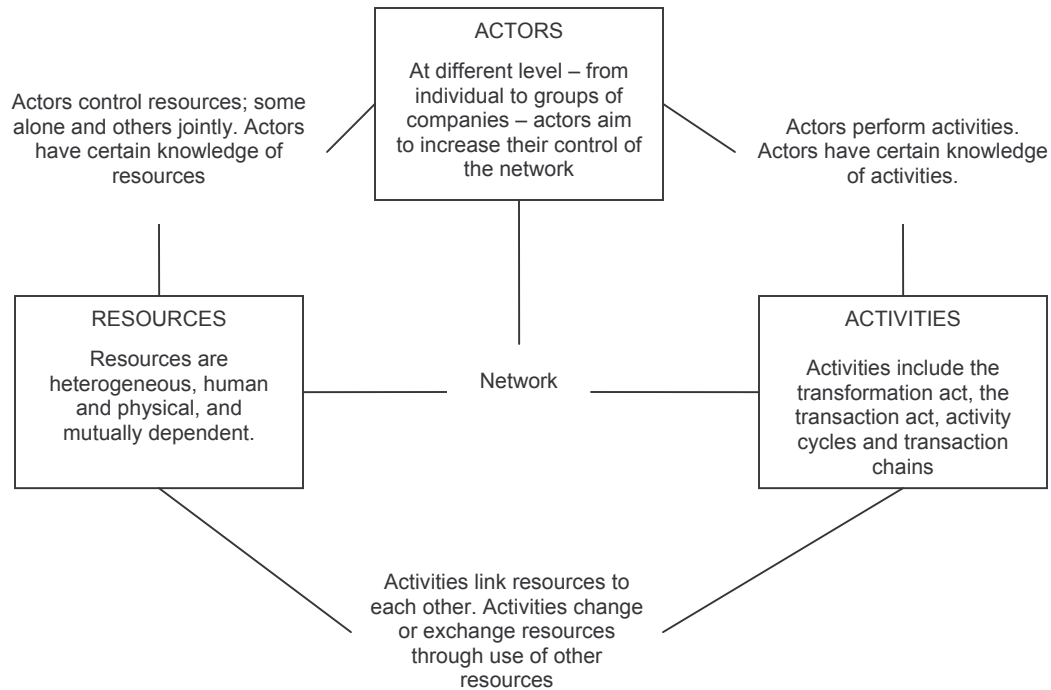 ACTORS
At different level – from
individual to groups of
companies – actors aim
to increase their control of
the network
Actors control resources; some
alone and others jointly. Actors
have certain knowledge of
resources
Actors perform activities.
Actors have certain knowledge
of activities.
RESOURCES
Resources are
heterogeneous, human
and physical, and
mutually dependent.
Network
ACTIVITIES
Activities include the
transformation act, the
transaction act, activity
cycles and transaction
chains
Activities link resources to
each other. Activities change
or exchange resources
through use of other
resources